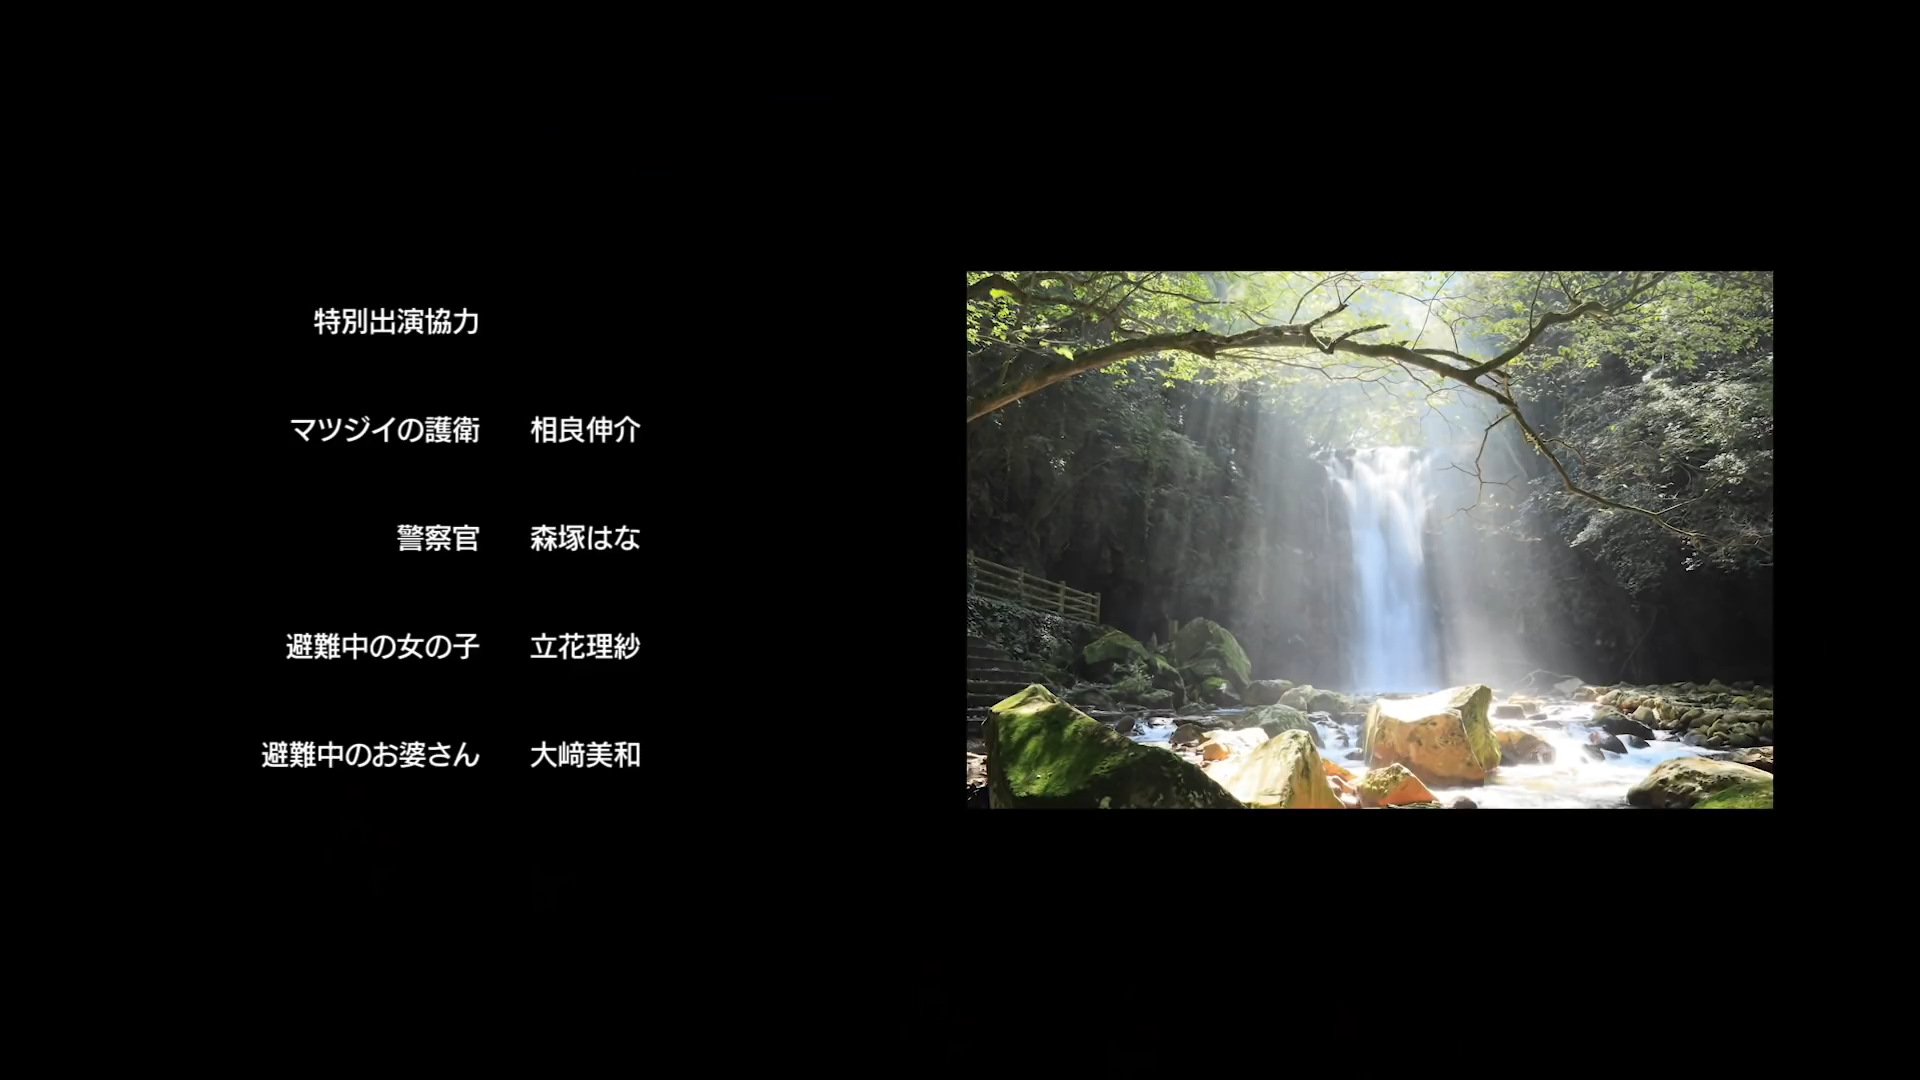 特別出演協力
マツジイの護衛 相良伸介
警察官 森塚はな
避難中の女の子 立花理紗
避難中のお婆さん 大﨑美和